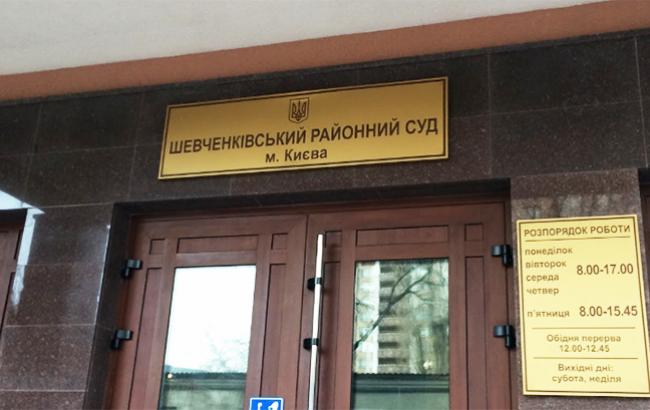 ШЕВЧЕНКІВСЬКИЙ РАЙОННИЙ СУД
м. Києва
РОЗПОРЯДОК РОБОТИ
понеділок
вівторок
середа
четвер
8.00-17.00
п'ятниця 8.00-15.45
Обідня перерва
12.00-12.45
Вихідні дні:
субота, неділя